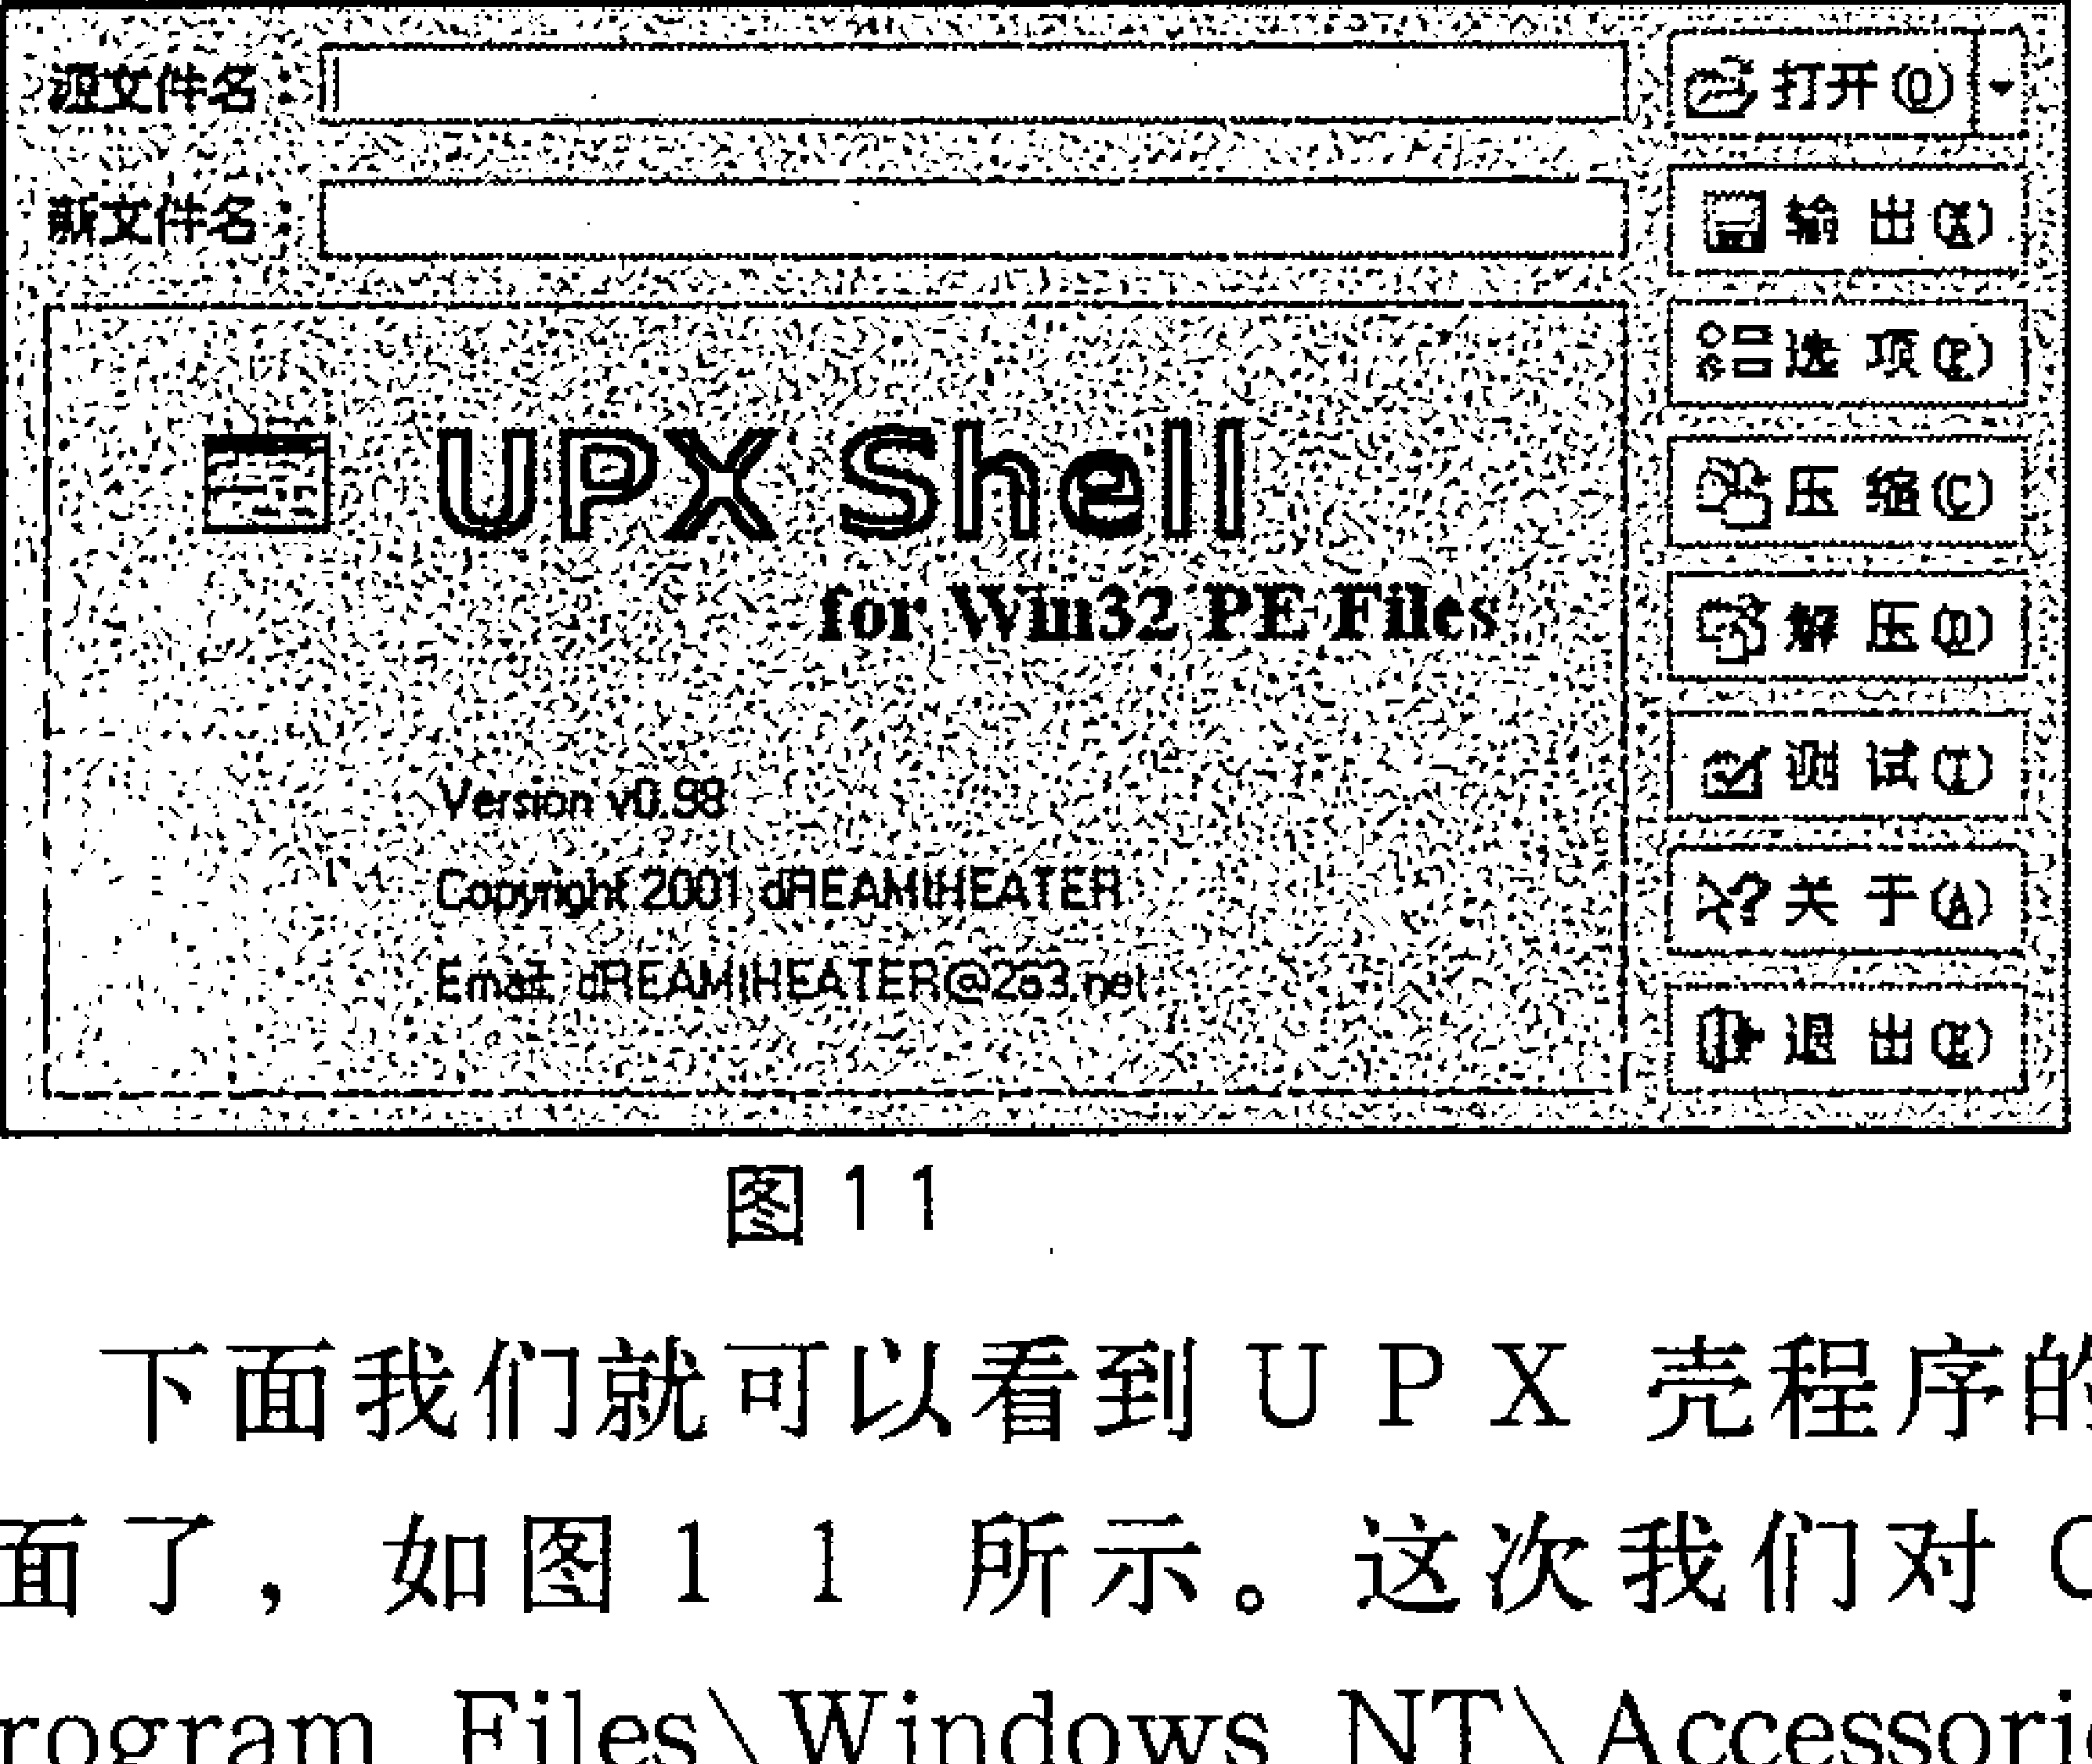 源文件名：
打开(O)
新文件名：
输 出(X)
选 项(P)
UPX Shell
压 缩(C)
for Win32 PE Files
解 压(D)
Version v0.98
测 试(T)
Copyright 2001 dREAMtHEATER
关 于(A)
Email: dREAMtHEATER@263.net
退 出(E)
图 11
下面我们就可以看到 U P X 壳程序的
面了，如图1 1 所示。这次我们对 C
rogram Files\Windows NT\Accessori